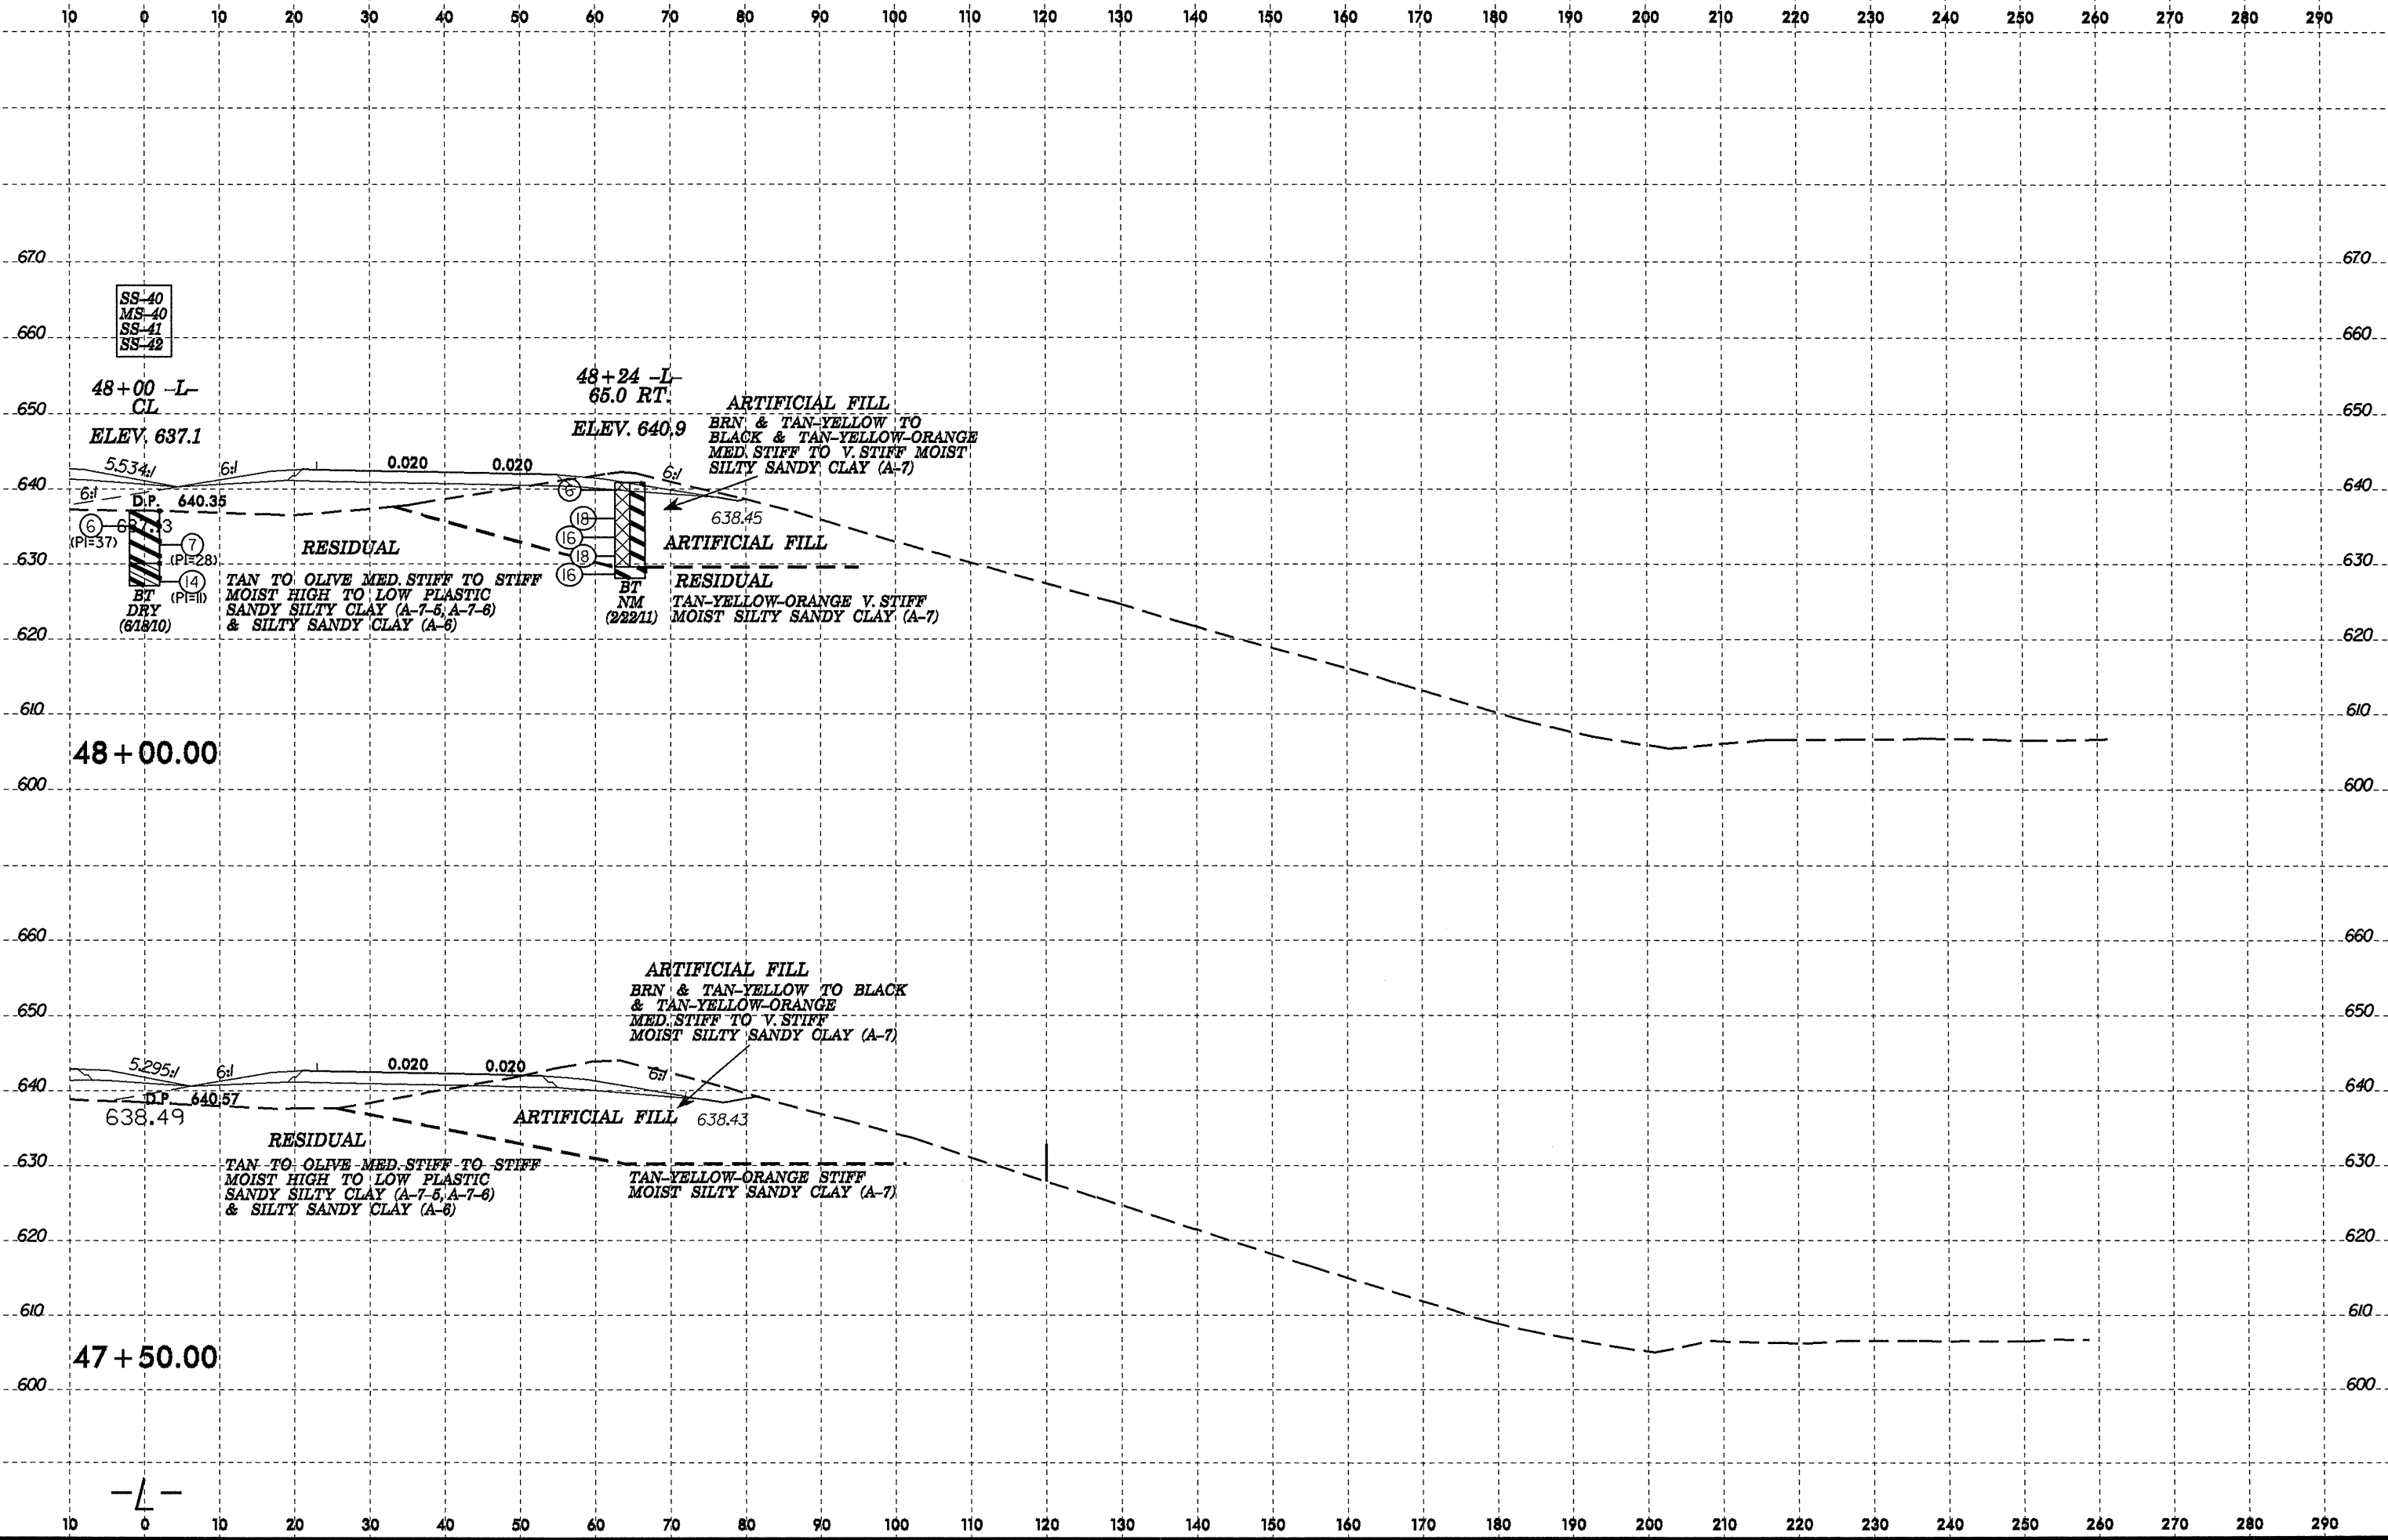 10 0 10 20 30 40 50 60 70 80 90 100 110 120 130 140 150 160 170 180 190 200 210 220 230 240 250 260 270 280 290
670 670
SS-40
MS-40
SS-41
SS-42
660 660
48+00 -L-
CL
ELEV. 637.1
48+24 -L-
65.0 RT.
ELEV. 640.9
650 650
ARTIFICIAL FILL
BRN & TAN-YELLOW TO
BLACK & TAN-YELLOW-ORANGE
MED. STIFF TO V. STIFF MOIST
SILTY SANDY CLAY (A-7)
5.534:1 6:1 0.020 0.020 6:1
640 640
6:1 D.P. 640.35
6
638.45
6 637.13
(PI=37)
7
(PI=28)
14
(PI=11)
BT
DRY
(6/18/10)
18
16
18
16
BT
NM
(2/22/11)
RESIDUAL
ARTIFICIAL FILL
630 630
TAN TO OLIVE MED. STIFF TO STIFF
MOIST HIGH TO LOW PLASTIC
SANDY SILTY CLAY (A-7-5, A-7-6)
& SILTY SANDY CLAY (A-6)
RESIDUAL
TAN-YELLOW-ORANGE V. STIFF
MOIST SILTY SANDY CLAY (A-7)
620 620
610 610
48+00.00
600 600
660 660
ARTIFICIAL FILL
BRN & TAN-YELLOW TO BLACK
& TAN-YELLOW-ORANGE
MED. STIFF TO V. STIFF
MOIST SILTY SANDY CLAY (A-7)
650 650
5.295:1 6:1 0.020 0.020 6:1
640 640
D.P. 640.57
638.49
ARTIFICIAL FILL 638.43
RESIDUAL
630 630
TAN TO OLIVE MED. STIFF TO STIFF
MOIST HIGH TO LOW PLASTIC
SANDY SILTY CLAY (A-7-5, A-7-6)
& SILTY SANDY CLAY (A-6)
TAN-YELLOW-ORANGE STIFF
MOIST SILTY SANDY CLAY (A-7)
620 620
610 610
47+50.00
600 600
-L-
10 0 10 20 30 40 50 60 70 80 90 100 110 120 130 140 150 160 170 180 190 200 210 220 230 240 250 260 270 280 290